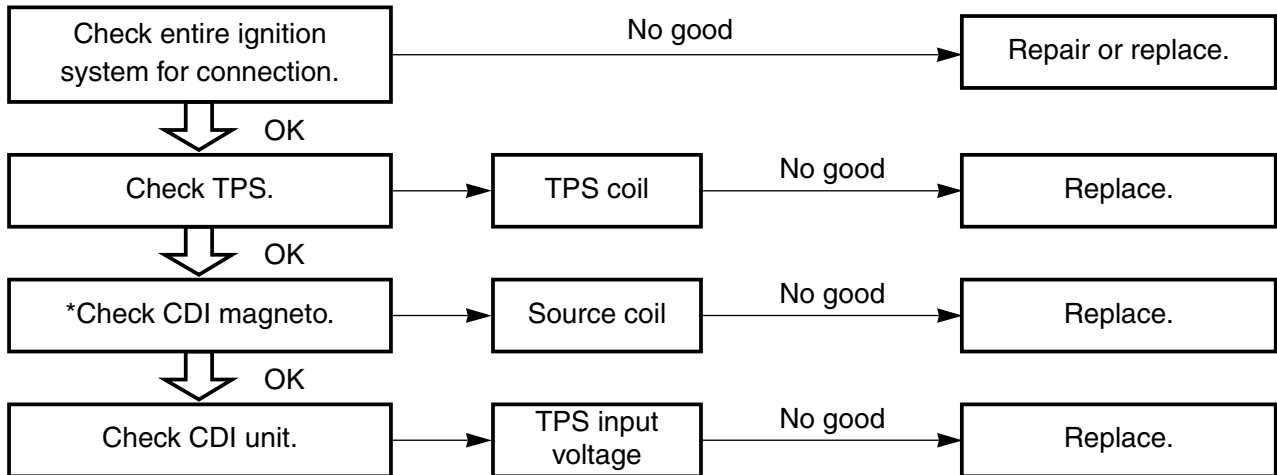 Check entire ignition
system for connection.
No good
Repair or replace.
OK
Check TPS.
TPS coil
No good
Replace.
OK
*Check CDI magneto.
Source coil
No good
Replace.
OK
Check CDI unit.
TPS input
voltage
No good
Replace.